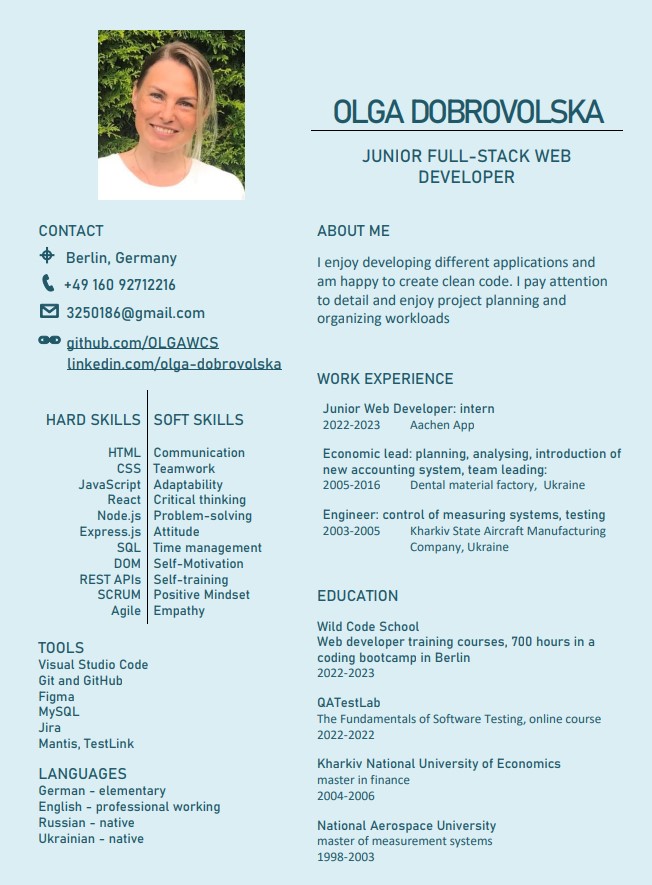 OLGA DOBROVOLSKA
JUNIOR FULL-STACK WEB
DEVELOPER
CONTACT
Berlin, Germany
+49 160 92712216
3250186@gmail.com
github.com/OLGAWCS
linkedin.com/olga-dobrovolska
HARD SKILLS
HTML
CSS
JavaScript
React
Node.js
Express.js
SQL
DOM
REST APIs
SCRUM
Agile
SOFT SKILLS
Communication
Teamwork
Adaptability
Critical thinking
Problem-solving
Attitude
Time management
Self-Motivation
Self-training
Positive Mindset
Empathy
TOOLS
Visual Studio Code
Git and GitHub
Figma
MySQL
Jira
Mantis, TestLink
LANGUAGES
German - elementary
English - professional working
Russian - native
Ukrainian - native
ABOUT ME
I enjoy developing different applications and
am happy to create clean code. I pay attention
to detail and enjoy project planning and
organizing workloads
WORK EXPERIENCE
Junior Web Developer: intern
2022-2023 Aachen App
Economic lead: planning, analysing, introduction of
new accounting system, team leading:
2005-2016 Dental material factory, Ukraine
Engineer: control of measuring systems, testing
2003-2005 Kharkiv State Aircraft Manufacturing
Company, Ukraine
EDUCATION
Wild Code School
Web developer training courses, 700 hours in a
coding bootcamp in Berlin
2022-2023
QATestLab
The Fundamentals of Software Testing, online course
2022-2022
Kharkiv National University of Economics
master in finance
2004-2006
National Aerospace University
master of measurement systems
1998-2003